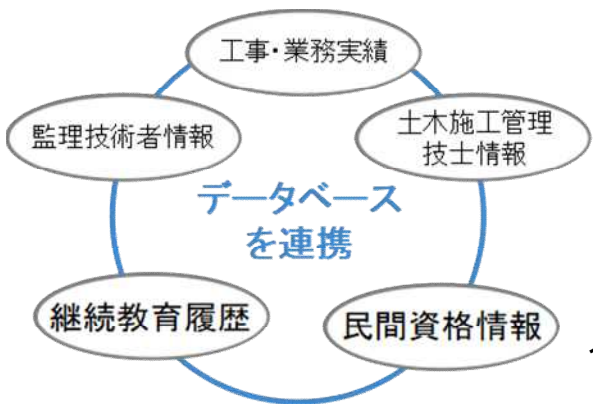 工事・業務実績
監理技術者情報
土木施工管理
技士情報
データベース
を連携
継続教育履歴
民間資格情報